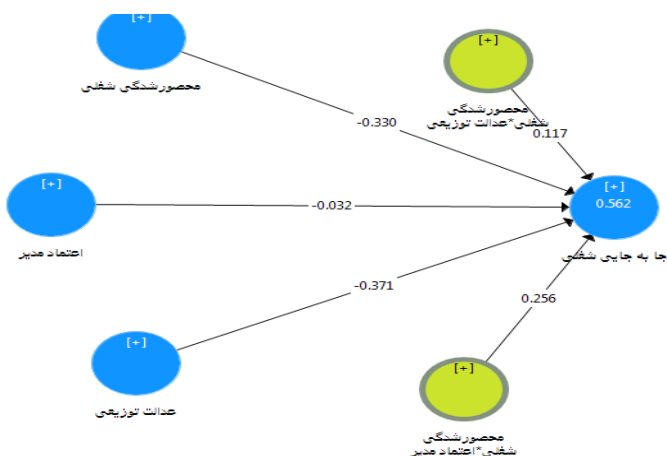 [+]
محصورشدگی شغلی
[+]
محصورشدگی
شغلی*عدالت توزیعی
-0.330
0.117
[+]
اعتماد مدیر
-0.032
[+]
0.562
جا به جایی شغلی
-0.371
0.256
[+]
عدالت توزیعی
[+]
محصورشدگی
شغلی*اعتماد مدیر